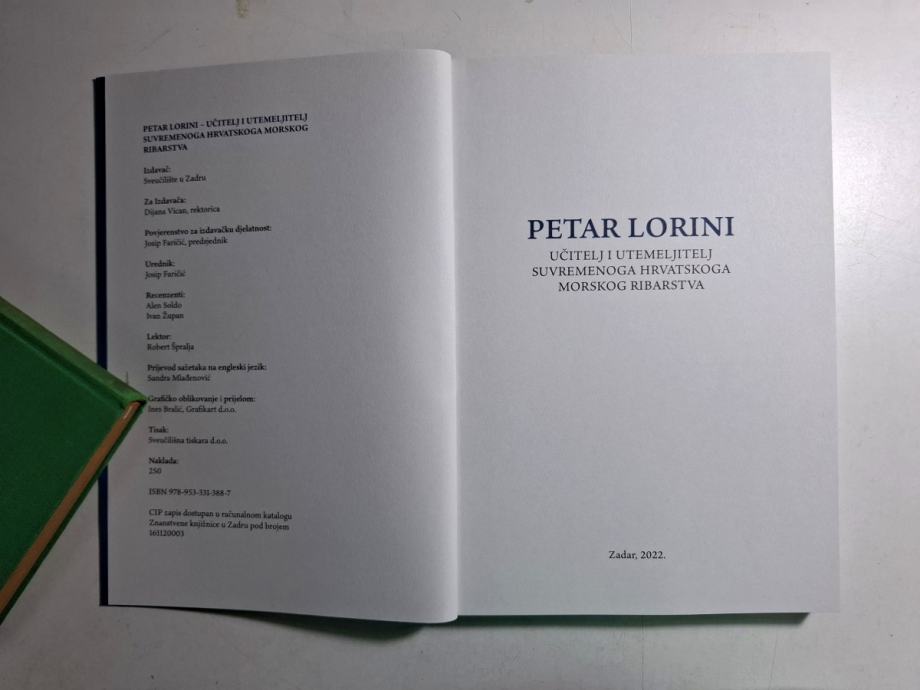 PETAR LORINI – UČITELJ I UTEMELJITELJ
SUVREMENOGA HRVATSKOGA MORSKOG
RIBARSTVA
Izdavač:
Sveučilište u Zadru
Za Izdavača:
Dijana Vican, rektorica
Povjerenstvo za izdavačku djelatnost:
Josip Faričić, predsjednik
Urednik:
Josip Faričić
Recenzenti:
Alen Soldo
Ivan Župan
Lektor:
Robert Špralja
Prijevod sažetaka na engleski jezik:
Sandra Mlađenović
Grafičko oblikovanje i prijelom:
Ines Bralić, Grafikart d.o.o.
Tisak:
Sveučilišna tiskara d.o.o.
Naklada:
250
ISBN 978-953-331-388-7
CIP zapis dostupan u računalnom katalogu
Znanstvene knjižnice u Zadru pod brojem
161120003
PETAR LORINI
UČITELJ I UTEMELJITELJ
SUVREMENOGA HRVATSKOGA
MORSKOG RIBARSTVA
Zadar, 2022.